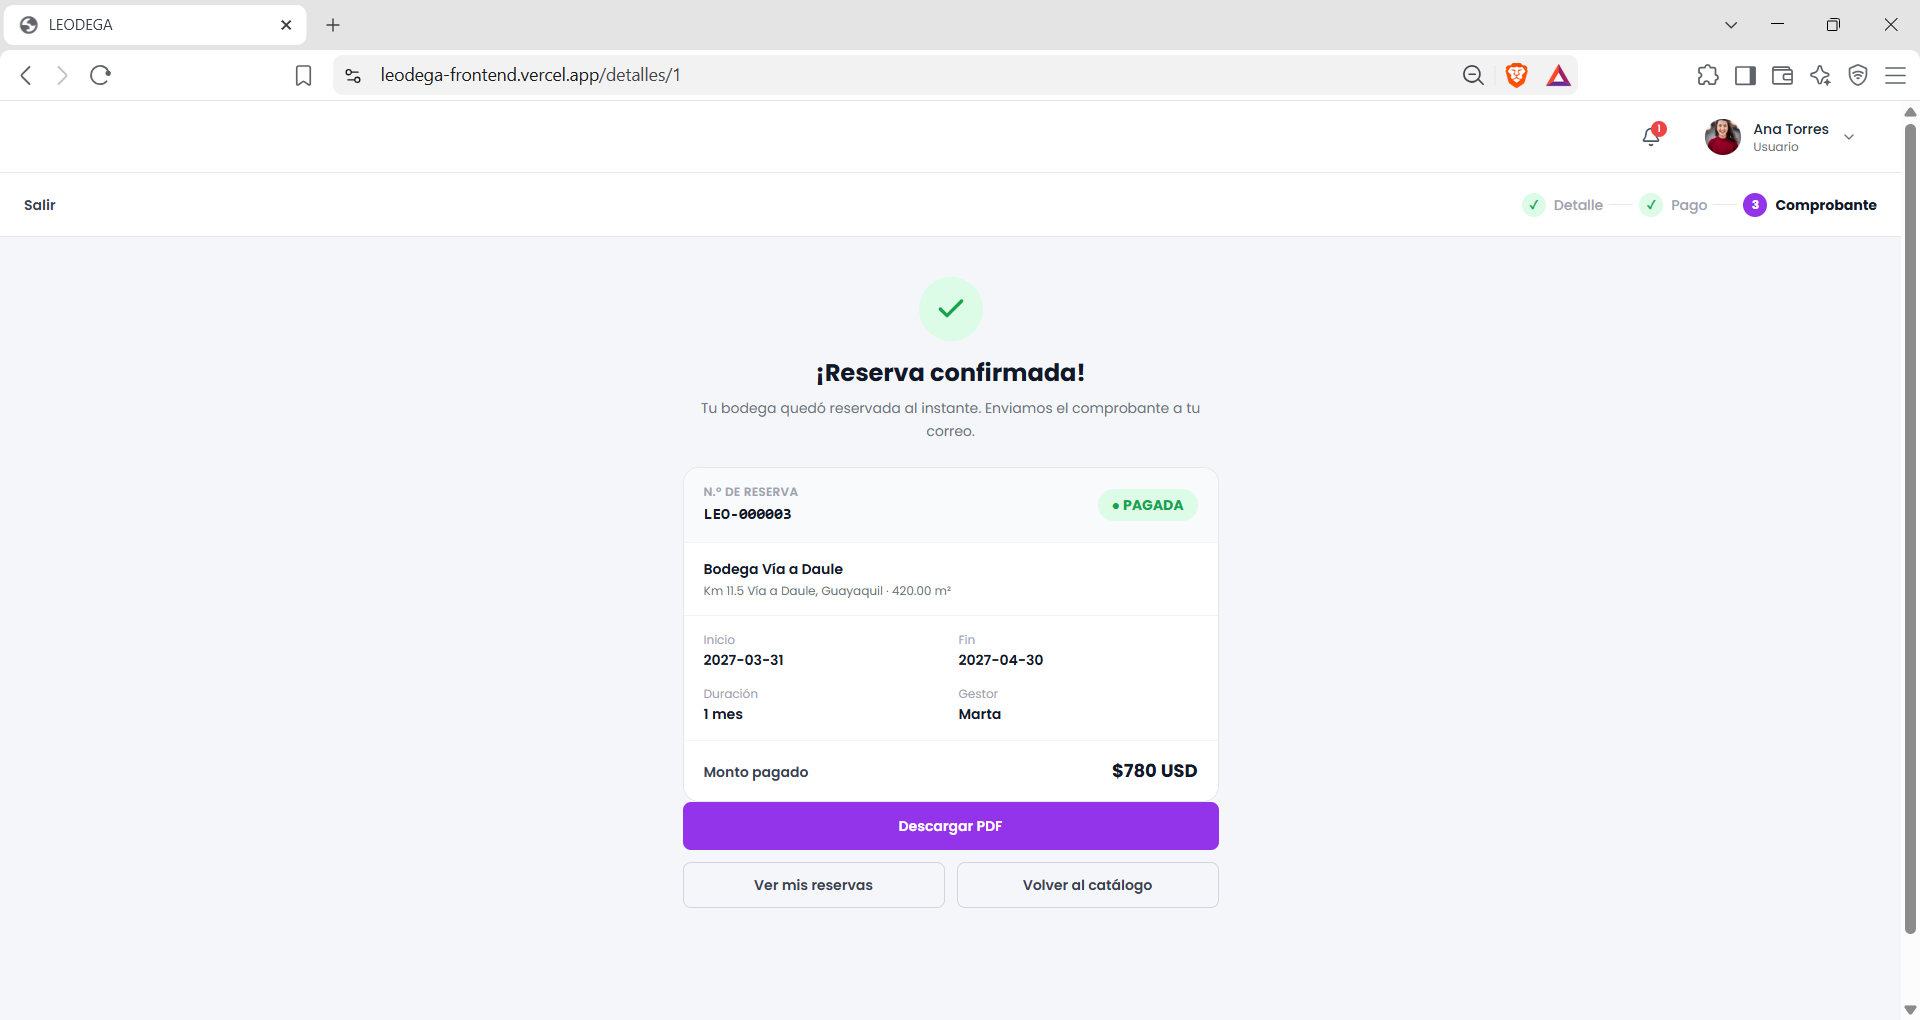 LEODEGA
leodega-frontend.vercel.app/detalles/1
1
Ana Torres
Usuario
Salir
Detalle
Pago
3 Comprobante
¡Reserva confirmada!
Tu bodega quedó reservada al instante. Enviamos el comprobante a tu
correo.
N.º DE RESERVA
LEO-000003
PAGADA
Bodega Vía a Daule
Km 11.5 Vía a Daule, Guayaquil · 420.00 m²
Inicio
2027-03-31
Fin
2027-04-30
Duración
1 mes
Gestor
Marta
Monto pagado
$780 USD
Descargar PDF
Ver mis reservas
Volver al catálogo